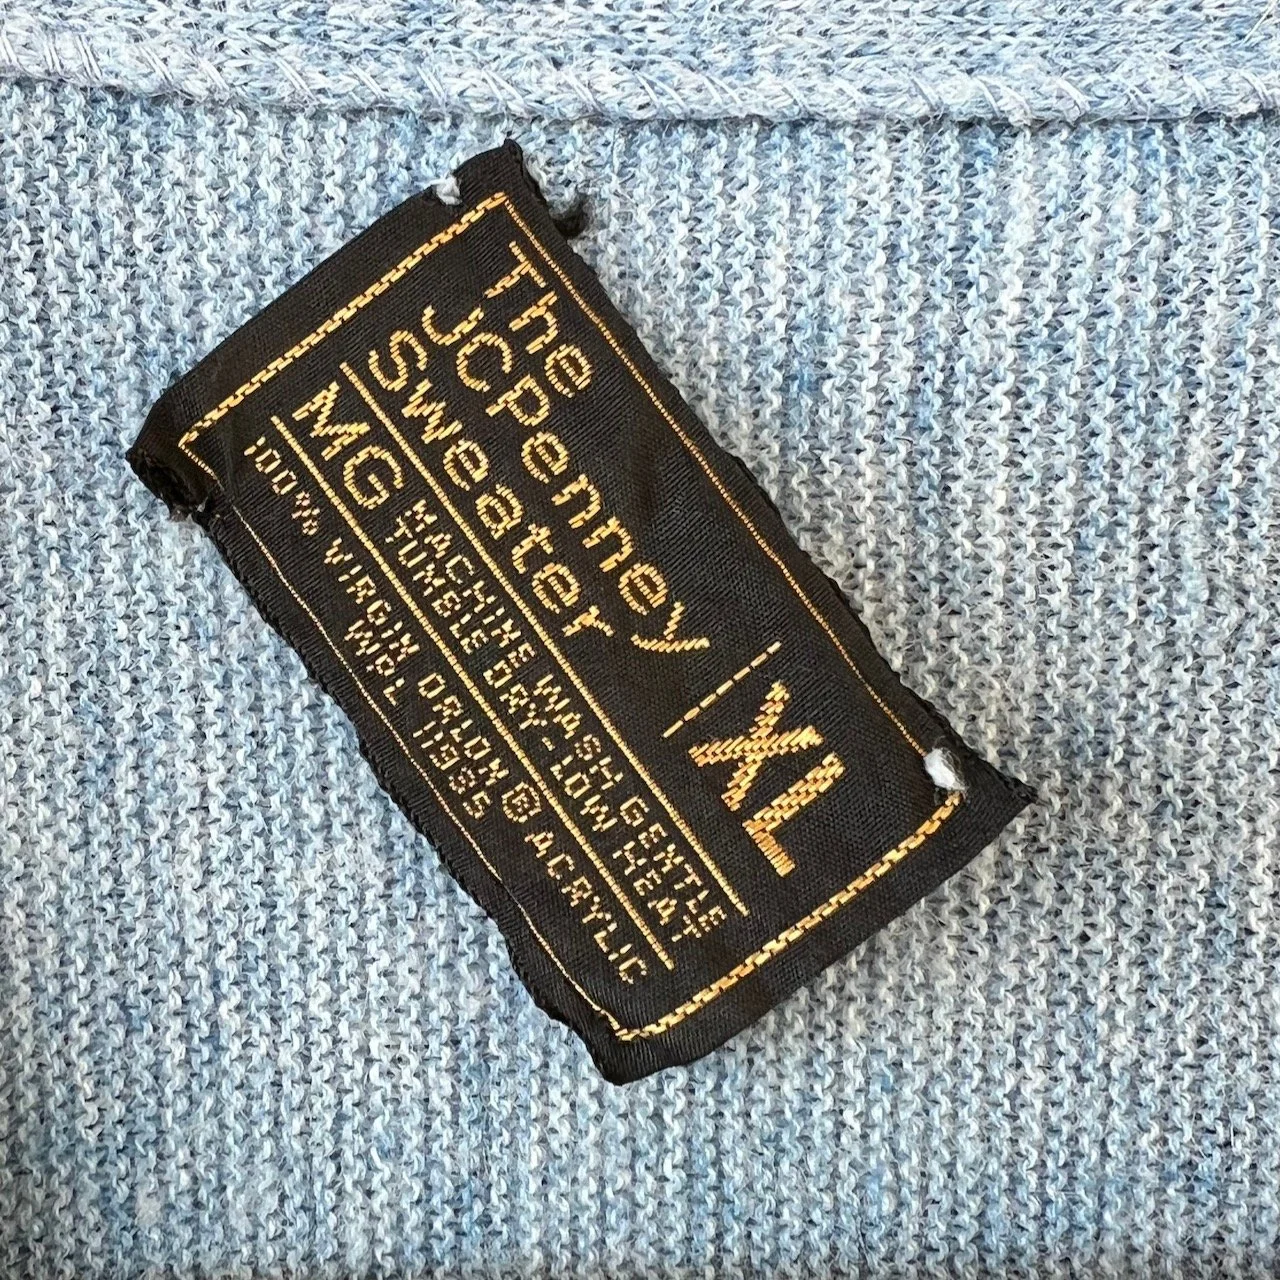 The
JCPenney
Sweater
XL
MG MACHINE WASH GENTLE
TUMBLE DRY-LOW HEAT
100% VIRGIN ORLON® ACRYLIC
WPL 11985